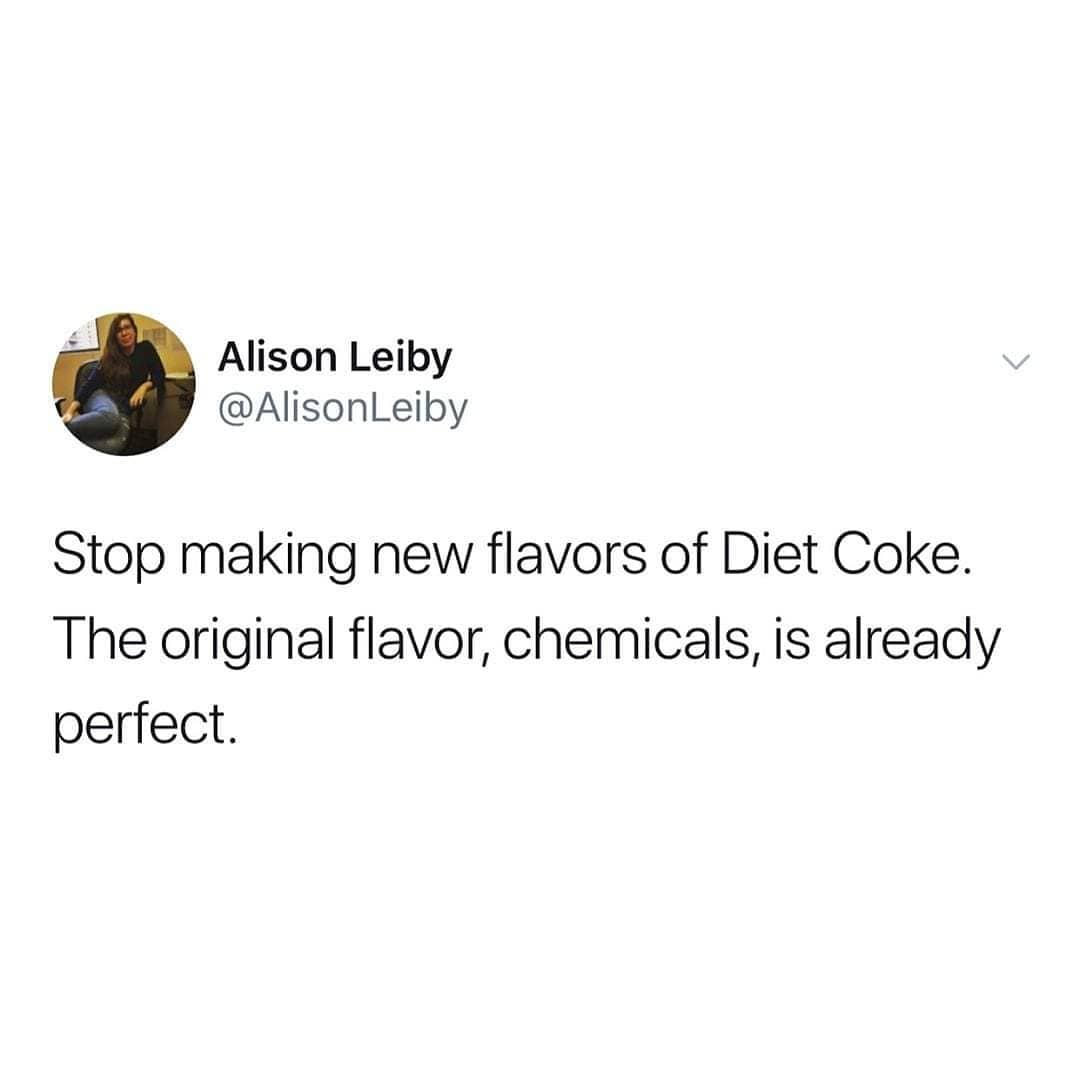 Alison Leiby
@AlisonLeiby
Stop making new flavors of Diet Coke.
The original flavor, chemicals, is already
perfect.